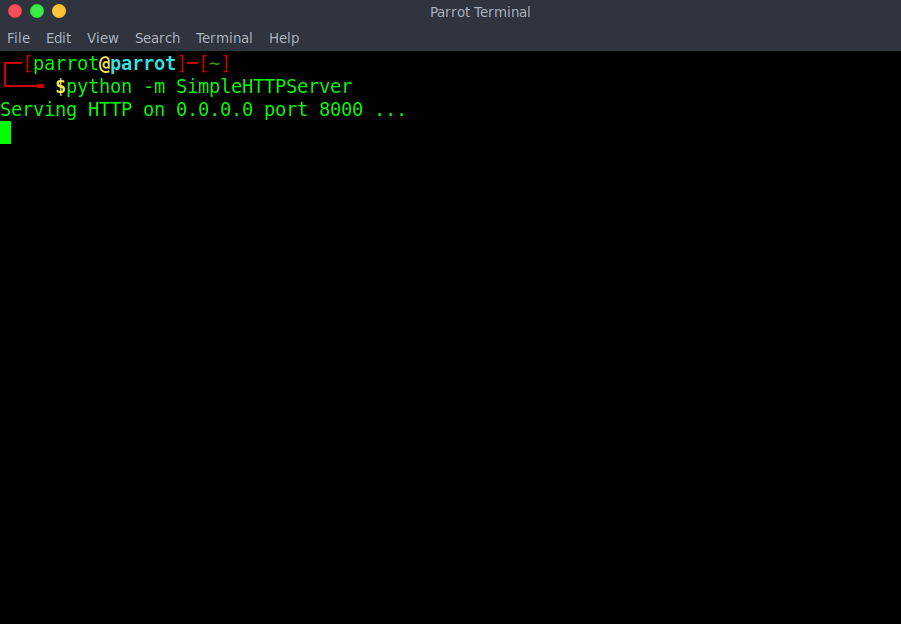 Parrot Terminal
File Edit View Search Terminal Help
┌─[parrot@parrot]─[~]
└──╼ $python -m SimpleHTTPServer
Serving HTTP on 0.0.0.0 port 8000 ...